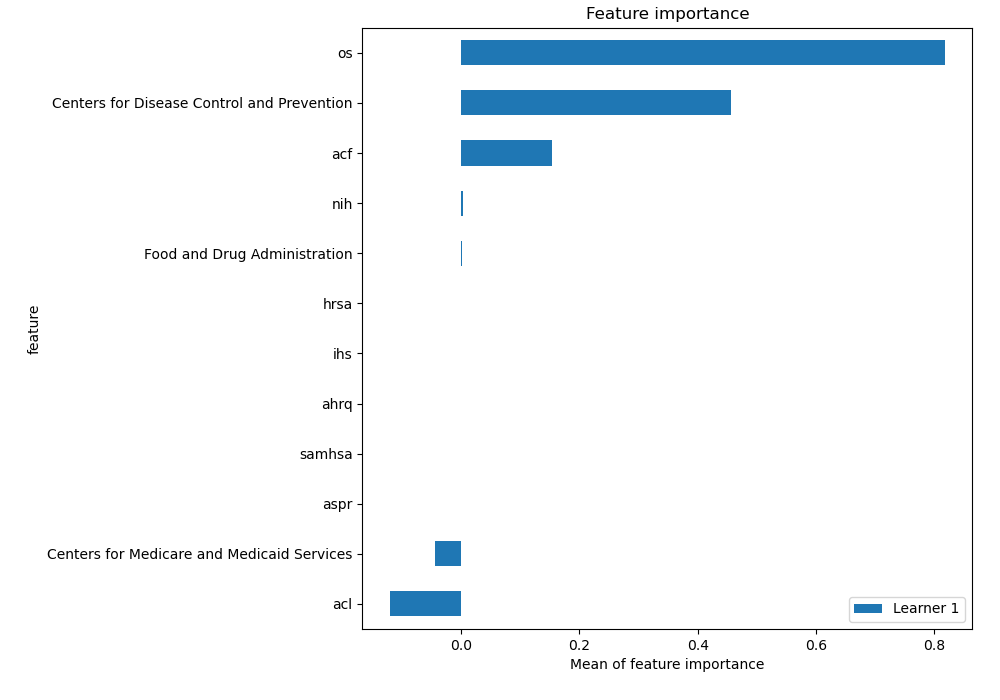 Feature importance
os
Centers for Disease Control and Prevention
acf
nih
Food and Drug Administration
hrsa
ihs
ahrq
samhsa
aspr
Centers for Medicare and Medicaid Services
acl
feature
0.0 0.2 0.4 0.6 0.8
Mean of feature importance
Learner 1